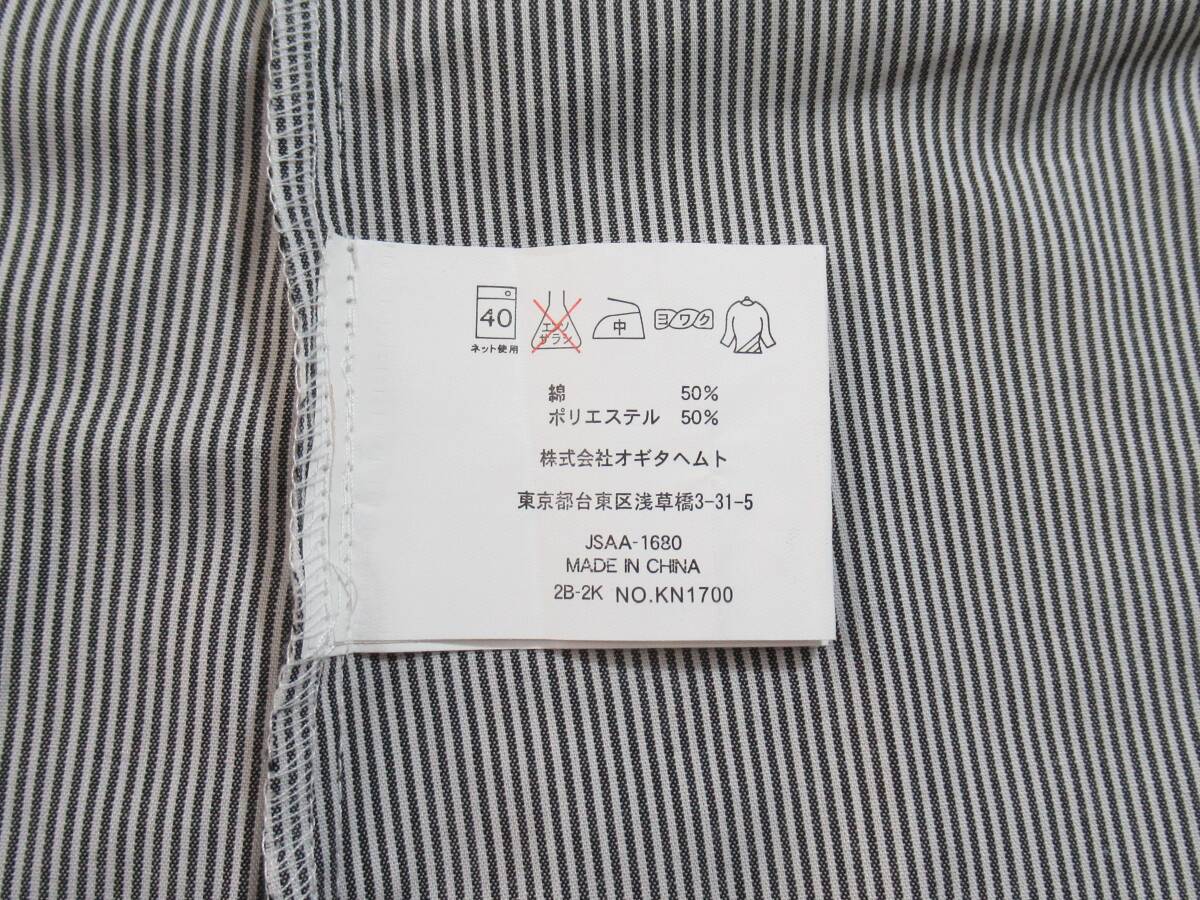 40
ネット使用
エンソ
サラシ
中
ヨワク
綿 50%
ポリエステル 50%
株式会社オギタヘムト
東京都台東区浅草橋3-31-5
JSAA-1680
MADE IN CHINA
2B-2K NO.KN1700